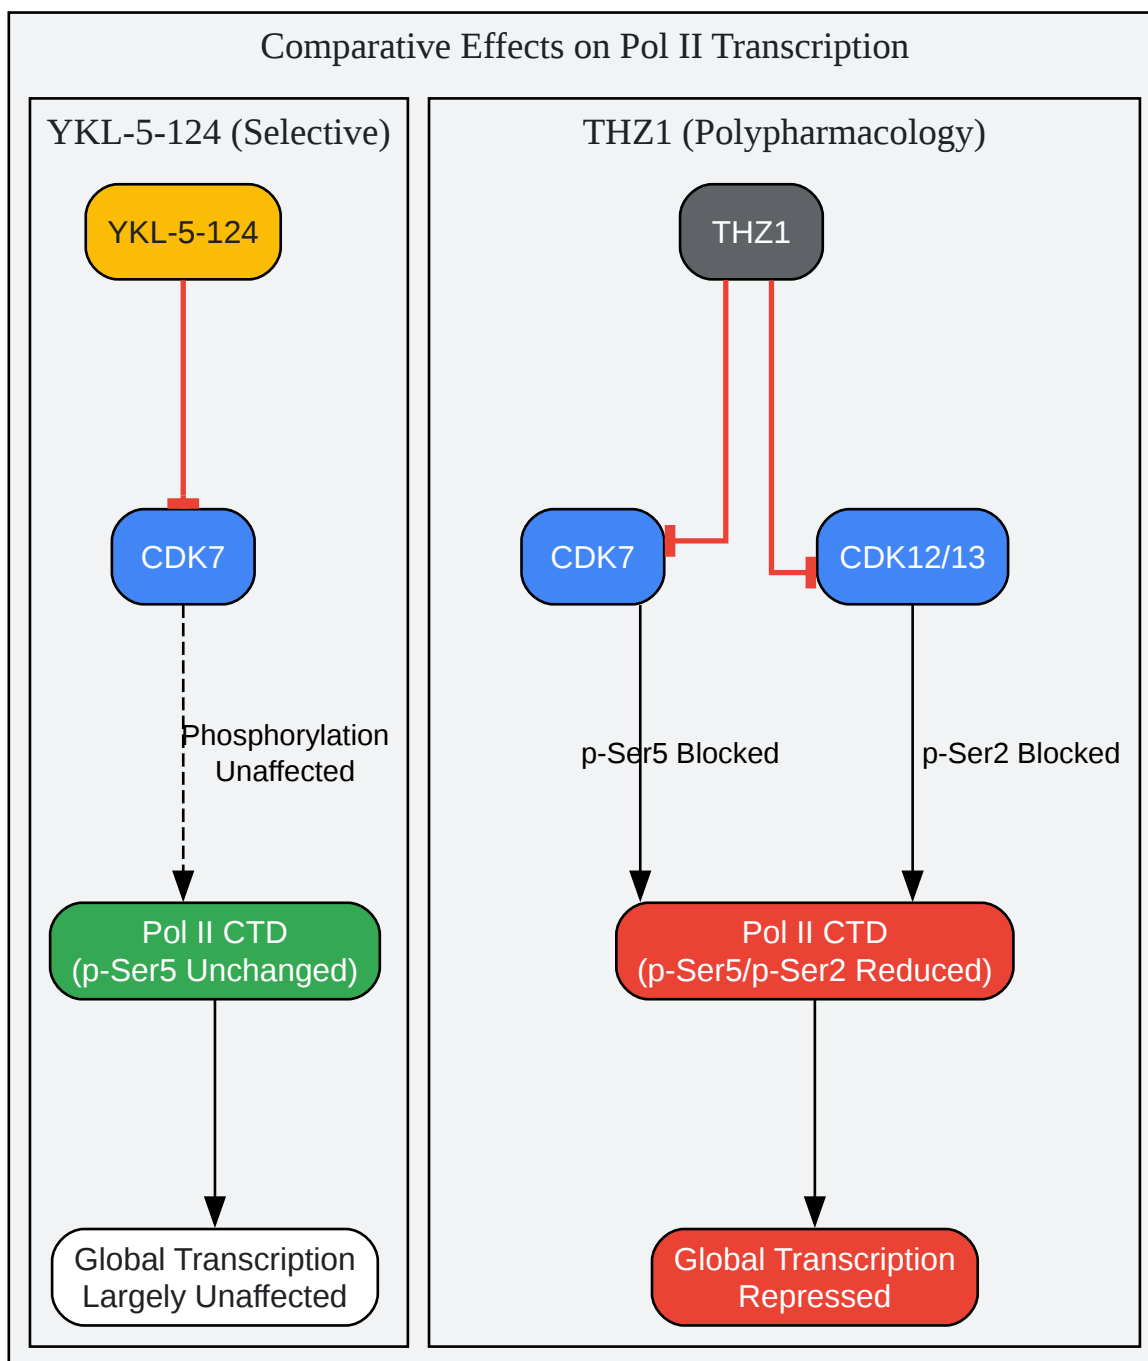 Comparative Effects on Pol II Transcription
YKL-5-124 (Selective)
YKL-5-124
CDK7
Phosphorylation
Unaffected
Pol II CTD
(p-Ser5 Unchanged)
Global Transcription
Largely Unaffected
THZ1 (Polypharmacology)
THZ1
CDK7
CDK12/13
p-Ser5 Blocked
p-Ser2 Blocked
Pol II CTD
(p-Ser5/p-Ser2 Reduced)
Global Transcription
Repressed